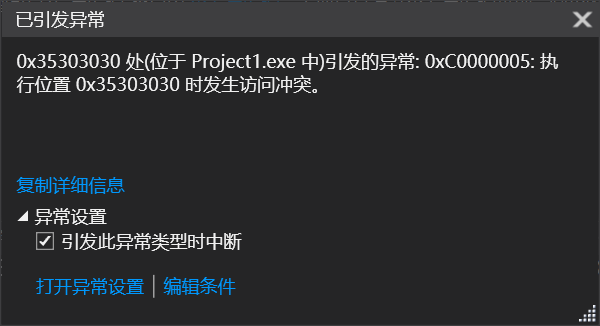 已引发异常
0x35303030 处(位于 Project1.exe 中)引发的异常: 0xC0000005: 执
行位置 0x35303030 时发生访问冲突。
复制详细信息
异常设置
引发此异常类型时中断
打开异常设置 | 编辑条件